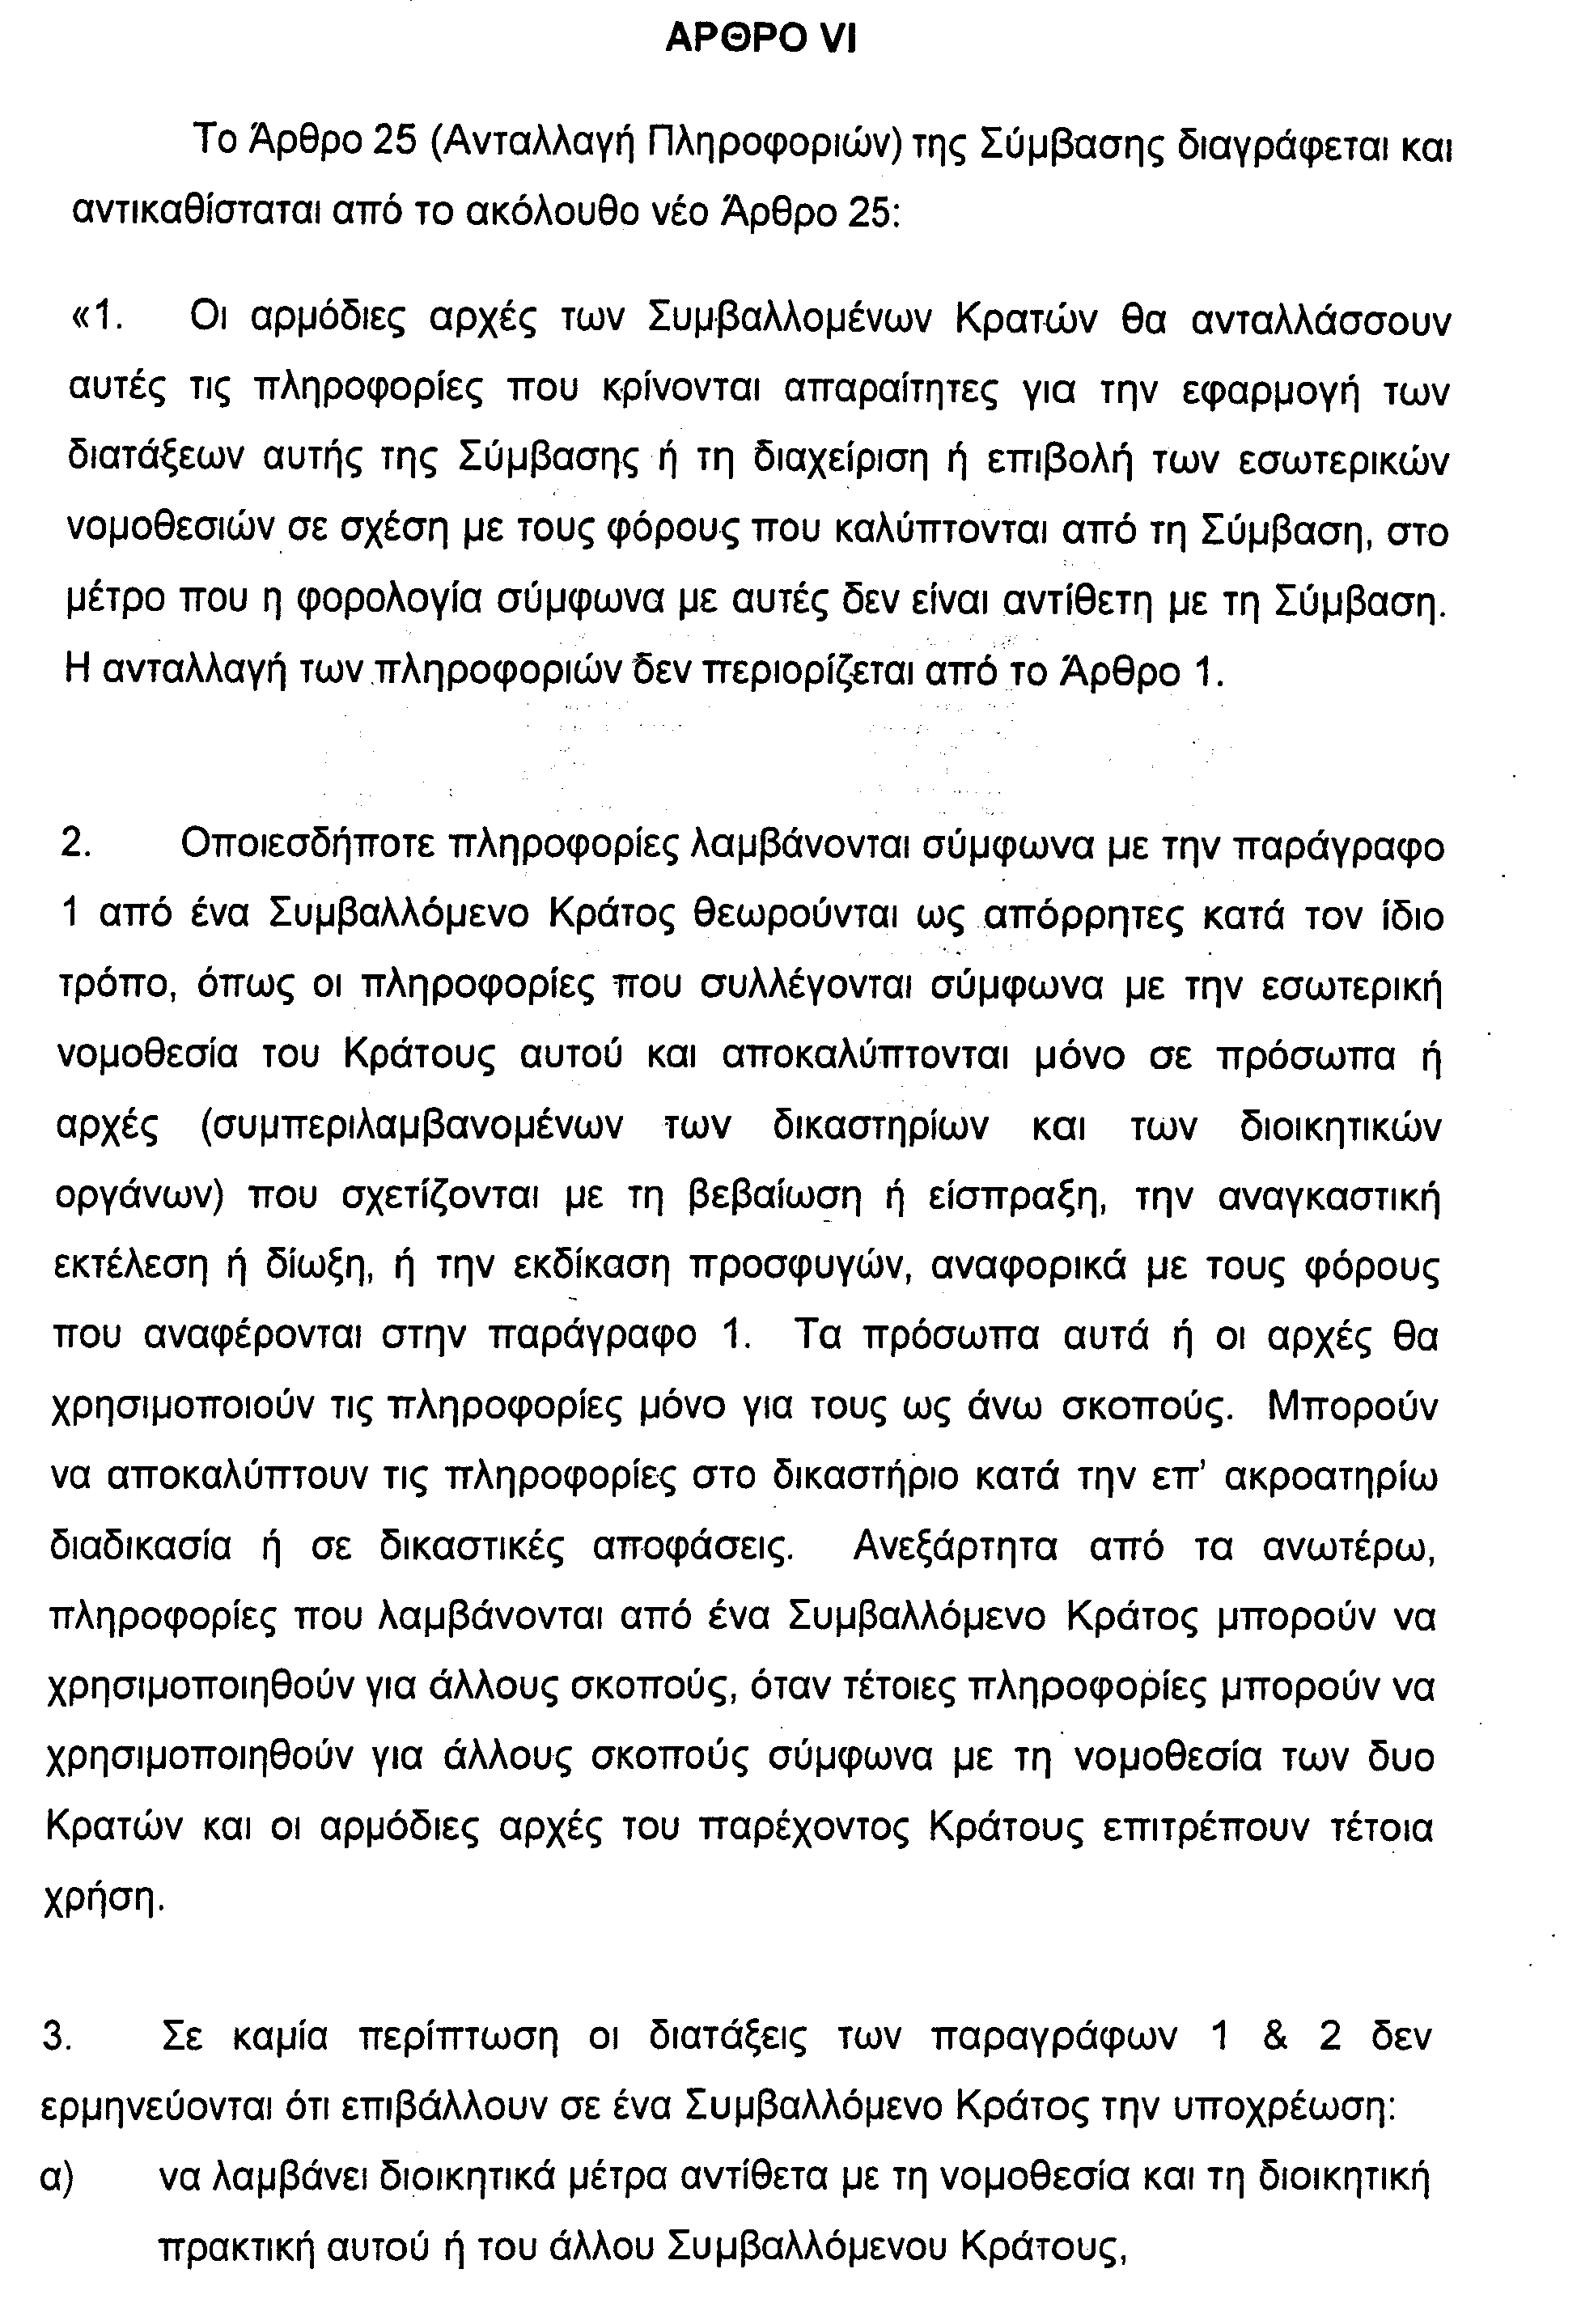 ΑΡΘΡΟ VI
Το Άρθρο 25 (Ανταλλαγή Πληροφοριών) της Σύμβασης διαγράφεται και
αντικαθίσταται από το ακόλουθο νέο Άρθρο 25:
«1. Οι αρμόδιες αρχές των Συμβαλλομένων Κρατών θα ανταλλάσσουν
αυτές τις πληροφορίες που κρίνονται απαραίτητες για την εφαρμογή των
διατάξεων αυτής της Σύμβασης ή τη διαχείριση ή επιβολή των εσωτερικών
νομοθεσιών σε σχέση με τους φόρους που καλύπτονται από τη Σύμβαση, στο
μέτρο που η φορολογία σύμφωνα με αυτές δεν είναι αντίθετη με τη Σύμβαση.
Η ανταλλαγή των πληροφοριών δεν περιορίζεται από το Άρθρο 1.
2. Οποιεσδήποτε πληροφορίες λαμβάνονται σύμφωνα με την παράγραφο
1 από ένα Συμβαλλόμενο Κράτος θεωρούνται ως απόρρητες κατά τον ίδιο
τρόπο, όπως οι πληροφορίες που συλλέγονται σύμφωνα με την εσωτερική
νομοθεσία του Κράτους αυτού και αποκαλύπτονται μόνο σε πρόσωπα ή
αρχές (συμπεριλαμβανομένων των δικαστηρίων και των διοικητικών
οργάνων) που σχετίζονται με τη βεβαίωση ή είσπραξη, την αναγκαστική
εκτέλεση ή δίωξη, ή την εκδίκαση προσφυγών, αναφορικά με τους φόρους
που αναφέρονται στην παράγραφο 1. Τα πρόσωπα αυτά ή οι αρχές θα
χρησιμοποιούν τις πληροφορίες μόνο για τους ως άνω σκοπούς. Μπορούν
να αποκαλύπτουν τις πληροφορίες στο δικαστήριο κατά την επ’ ακροατηρίω
διαδικασία ή σε δικαστικές αποφάσεις. Ανεξάρτητα από τα ανωτέρω,
πληροφορίες που λαμβάνονται από ένα Συμβαλλόμενο Κράτος μπορούν να
χρησιμοποιηθούν για άλλους σκοπούς, όταν τέτοιες πληροφορίες μπορούν να
χρησιμοποιηθούν για άλλους σκοπούς σύμφωνα με τη νομοθεσία των δυο
Κρατών και οι αρμόδιες αρχές του παρέχοντος Κράτους επιτρέπουν τέτοια
χρήση.
3. Σε καμία περίπτωση οι διατάξεις των παραγράφων 1 & 2 δεν
ερμηνεύονται ότι επιβάλλουν σε ένα Συμβαλλόμενο Κράτος την υποχρέωση:
α) να λαμβάνει διοικητικά μέτρα αντίθετα με τη νομοθεσία και τη διοικητική
πρακτική αυτού ή του άλλου Συμβαλλόμενου Κράτους,